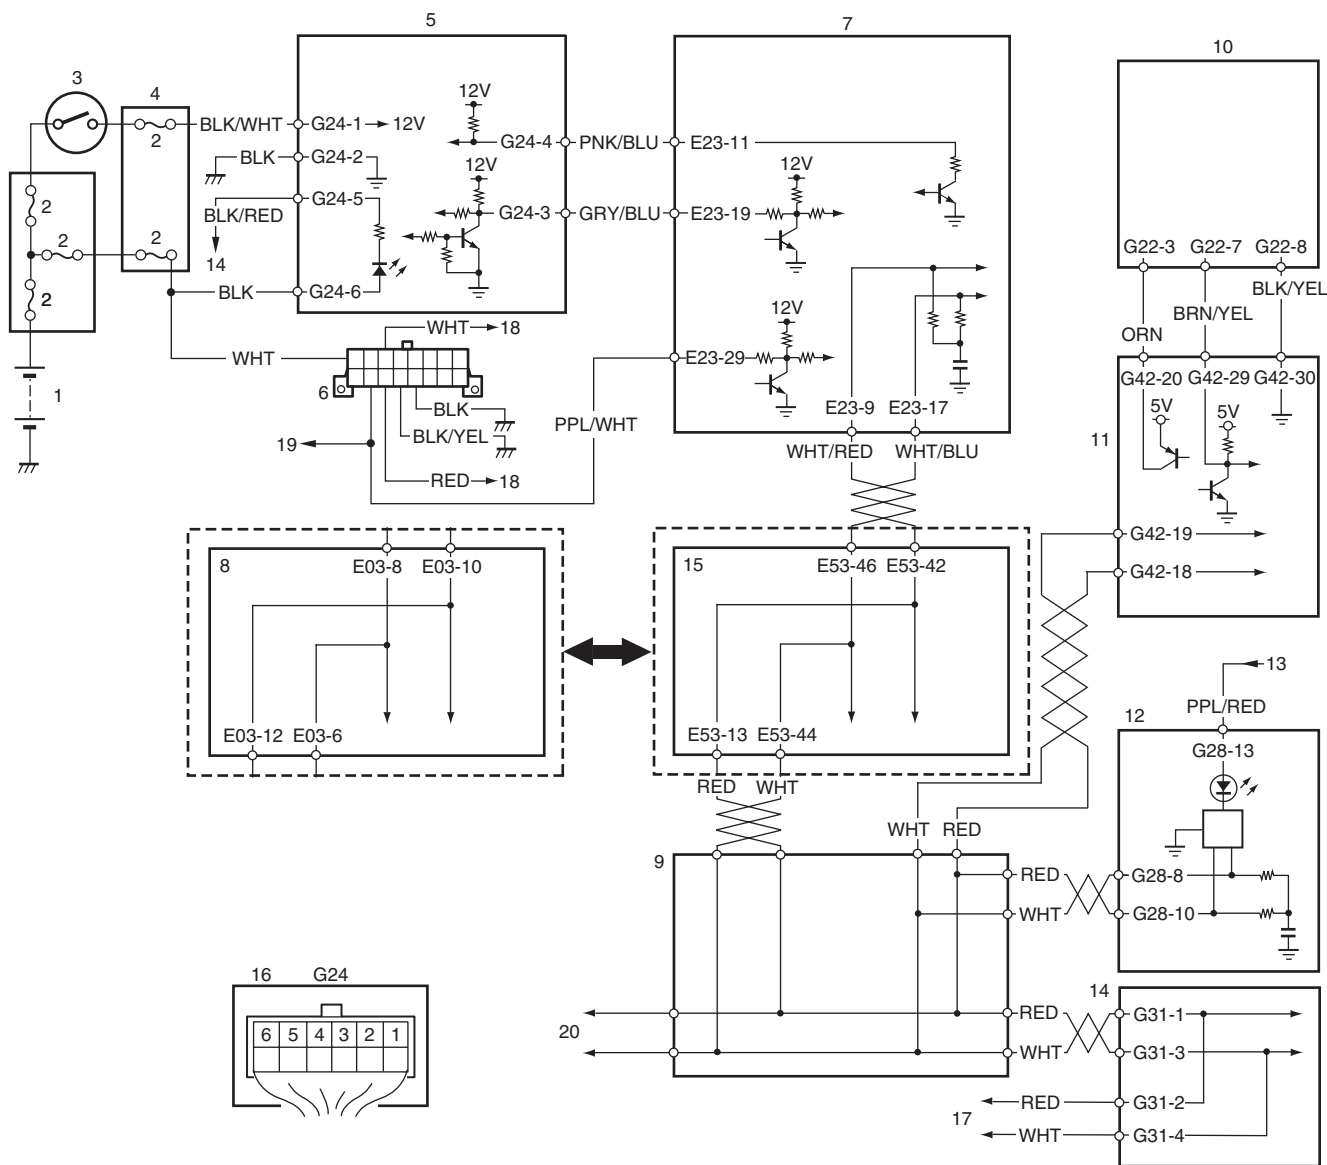 5
7
10
3
4
12V
BLK/WHT
G24-1
12V
G24-4
PNK/BLU
E23-11
2
BLK
G24-2
12V
12V
2
G24-5
BLK/RED
G24-3
GRY/BLU
E23-19
2
2
14
G22-3
G22-7
G22-8
2
BLK
G24-6
BLK/YEL
12V
BRN/YEL
WHT
18
ORN
WHT
E23-29
1
6
G42-20
G42-29
G42-30
BLK
E23-9
E23-17
5V
5V
BLK/YEL
PPL/WHT
19
WHT/RED
WHT/BLU
11
RED
18
G42-19
8
E03-8
E03-10
15
E53-46
E53-42
G42-18
13
PPL/RED
12
E03-12
E03-6
E53-13
E53-44
G28-13
RED
WHT
WHT
RED
9
RED
G28-8
WHT
G28-10
16
G24
14
RED
G31-1
20
6
5
4
3
2
1
WHT
G31-3
RED
G31-2
17
WHT
G31-4